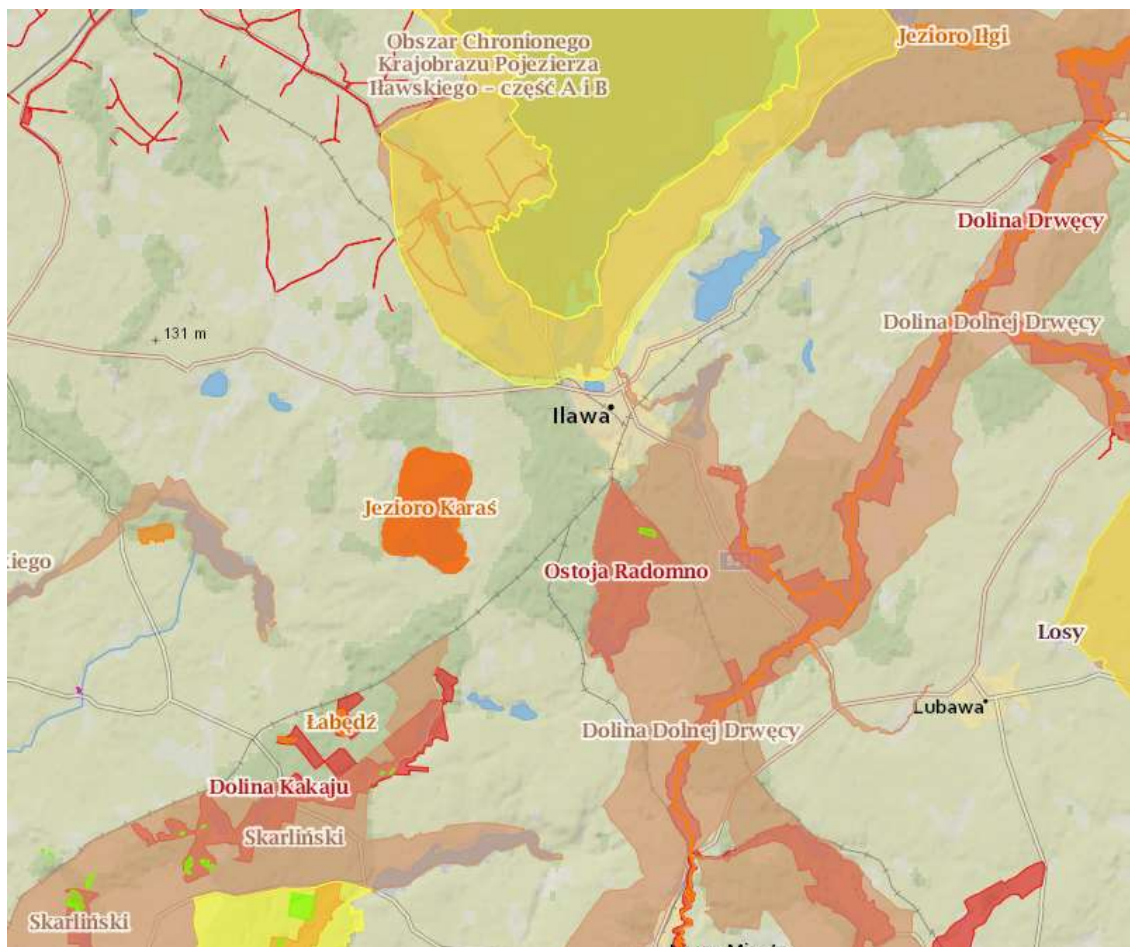 Obszar Chronionego
Krajobrazu Pojezierza
Iławskiego – część A i B
Jezioro Iłgi
Dolina Drwęcy
Dolina Dolnej Drwęcy
131 m
Iława
Jezioro Karaś
kiego
Ostoja Radomno
Losy
Lubawa
Łabędź
Dolina Dolnej Drwęcy
Dolina Kakaju
Skarliński
Skarliński